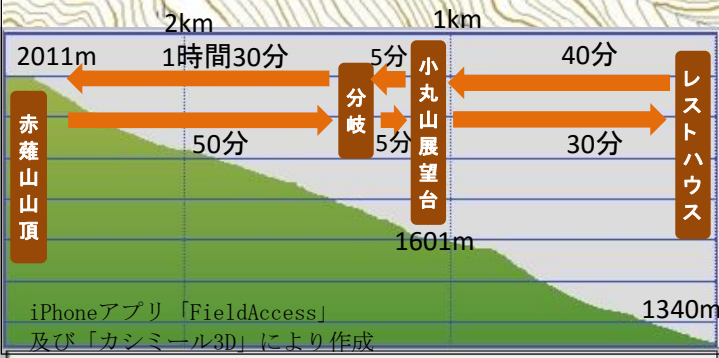 2km
1km
2011m
1時間30分
5分
40分
赤薙山山頂
分岐
小丸山展望台
レストハウス
50分
5分
30分
1601m
1340m
iPhoneアプリ「FieldAccess」
及び「カシミール3D」により作成